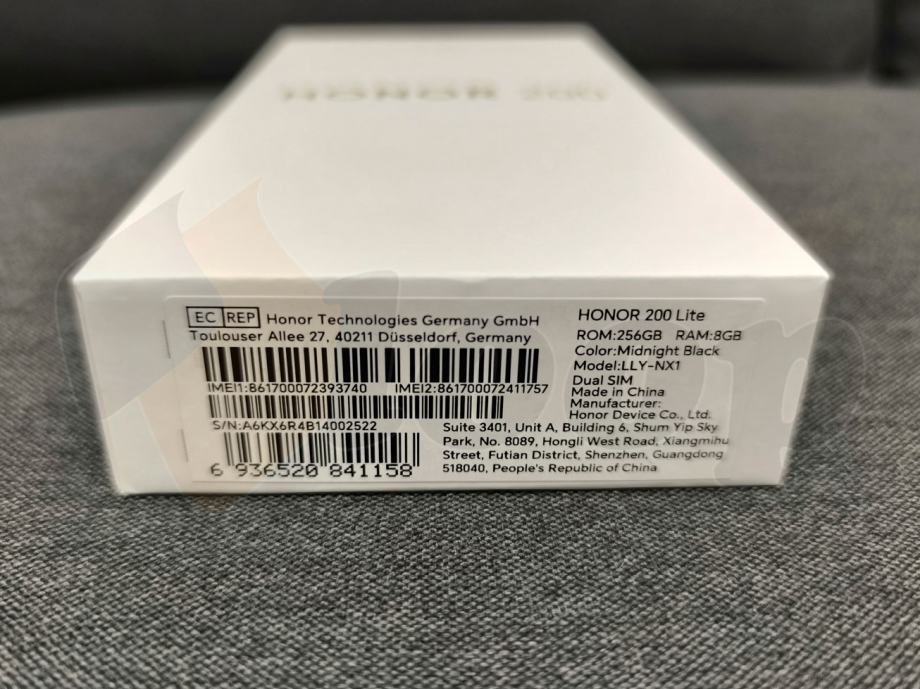 HONOR 200
EC REP Honor Technologies Germany GmbH
Toulouser Allee 27, 40211 Düsseldorf, Germany
IMEI1:861700072393740 IMEI2:861700072411757
S/N:A6KX6R4B14002522
6 936520 841158
HONOR 200 Lite
ROM:256GB RAM:8GB
Color:Midnight Black
Model:LLY-NX1
Dual SIM
Made in China
Manufacturer:
Honor Device Co., Ltd.
Suite 3401, Unit A, Building 6, Shum Yip Sky
Park, No. 8089, Hongli West Road, Xiangmihu
Street, Futian District, Shenzhen, Guangdong
518040, People's Republic of China